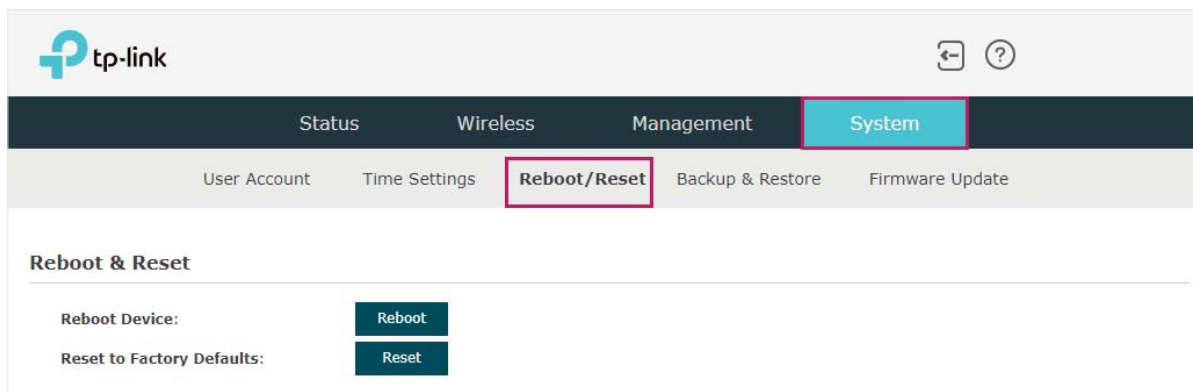 tp-link
?
Status Wireless Management System
User Account Time Settings Reboot/Reset Backup & Restore Firmware Update
Reboot & Reset
Reboot Device: Reboot
Reset to Factory Defaults: Reset